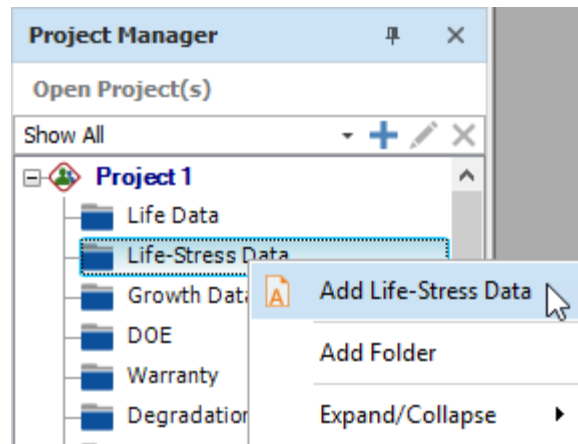 Project Manager
Open Project(s)
Show All
Project 1
Life Data
Life-Stress Data
Add Life-Stress Data
Growth Data
DOE
Add Folder
Warranty
Degradation
Expand/Collapse